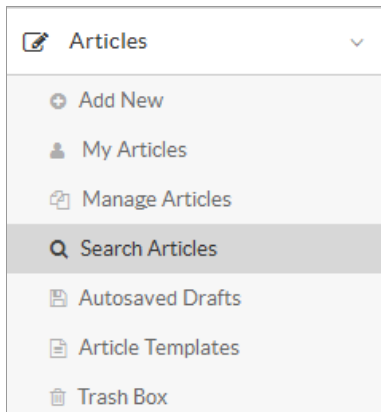 Articles
Add New
My Articles
Manage Articles
Search Articles
Autosaved Drafts
Article Templates
Trash Box